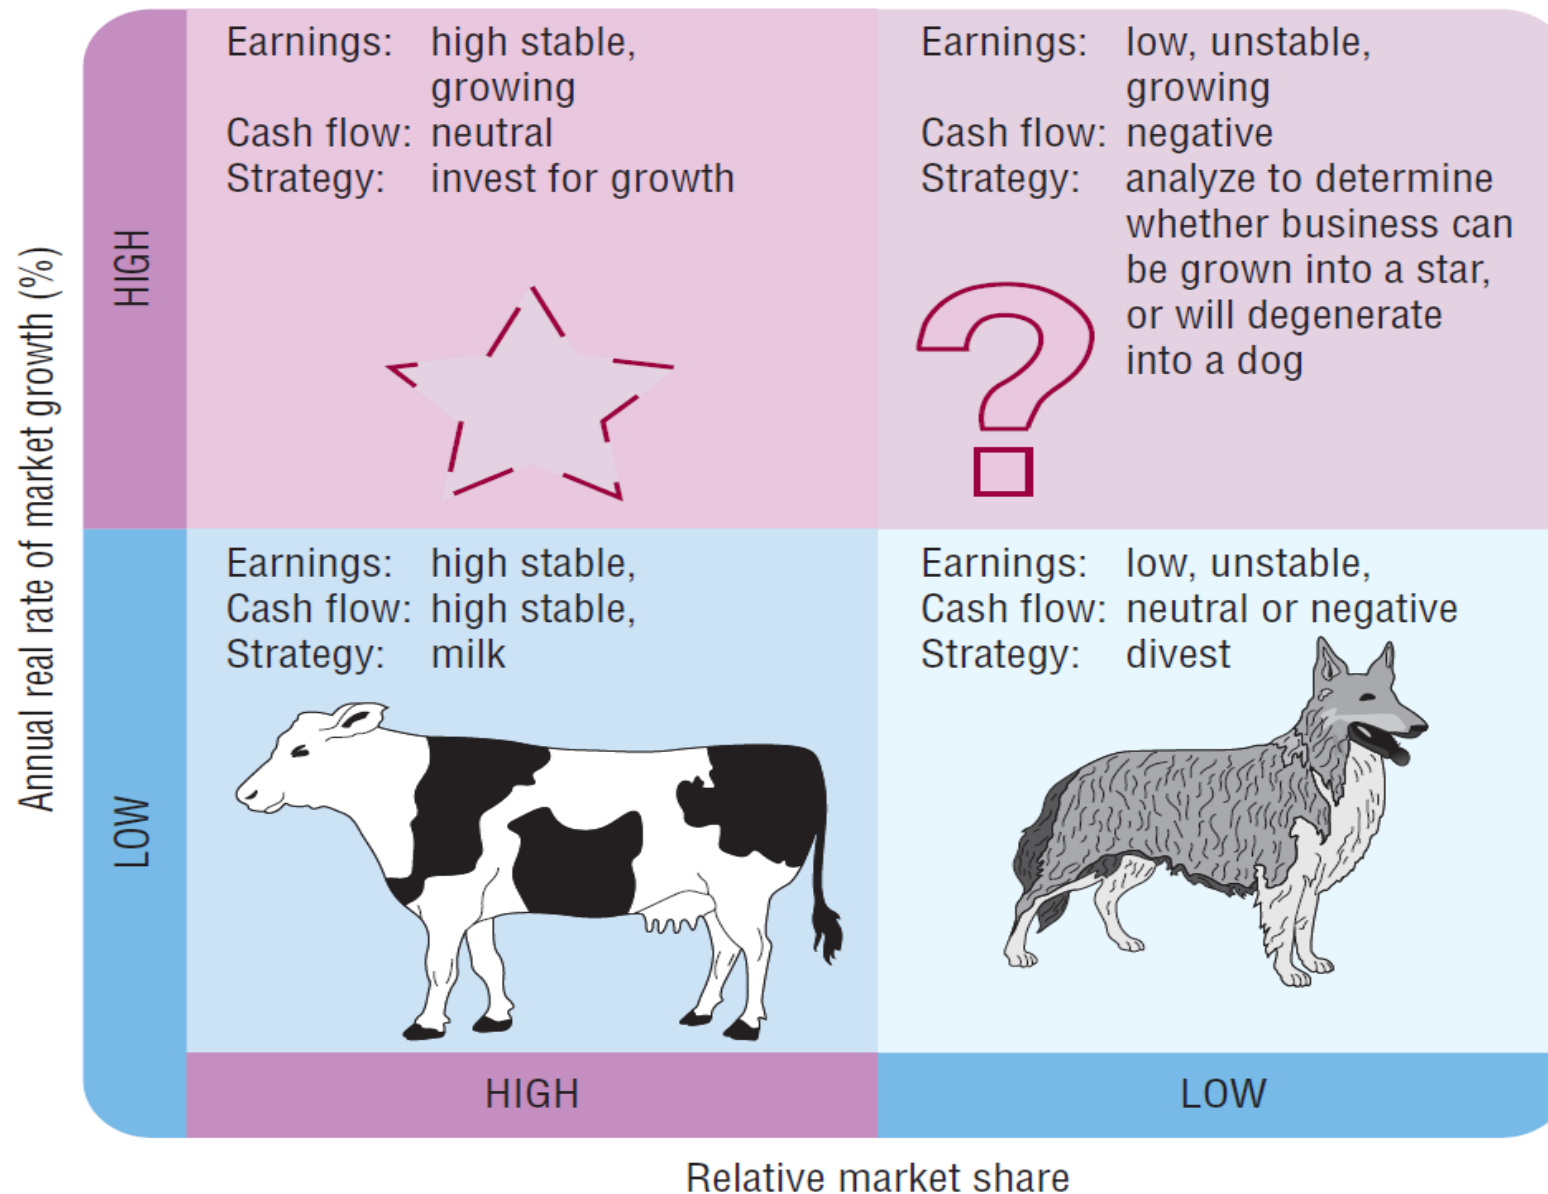 Annual real rate of market growth (%)
HIGH
Earnings: high stable,
growing
Cash flow: neutral
Strategy: invest for growth
Earnings: low, unstable,
growing
Cash flow: negative
Strategy: analyze to determine
whether business can
be grown into a star,
or will degenerate
into a dog
?
LOW
Earnings: high stable,
Cash flow: high stable,
Strategy: milk
Earnings: low, unstable,
Cash flow: neutral or negative
Strategy: divest
HIGH
LOW
Relative market share